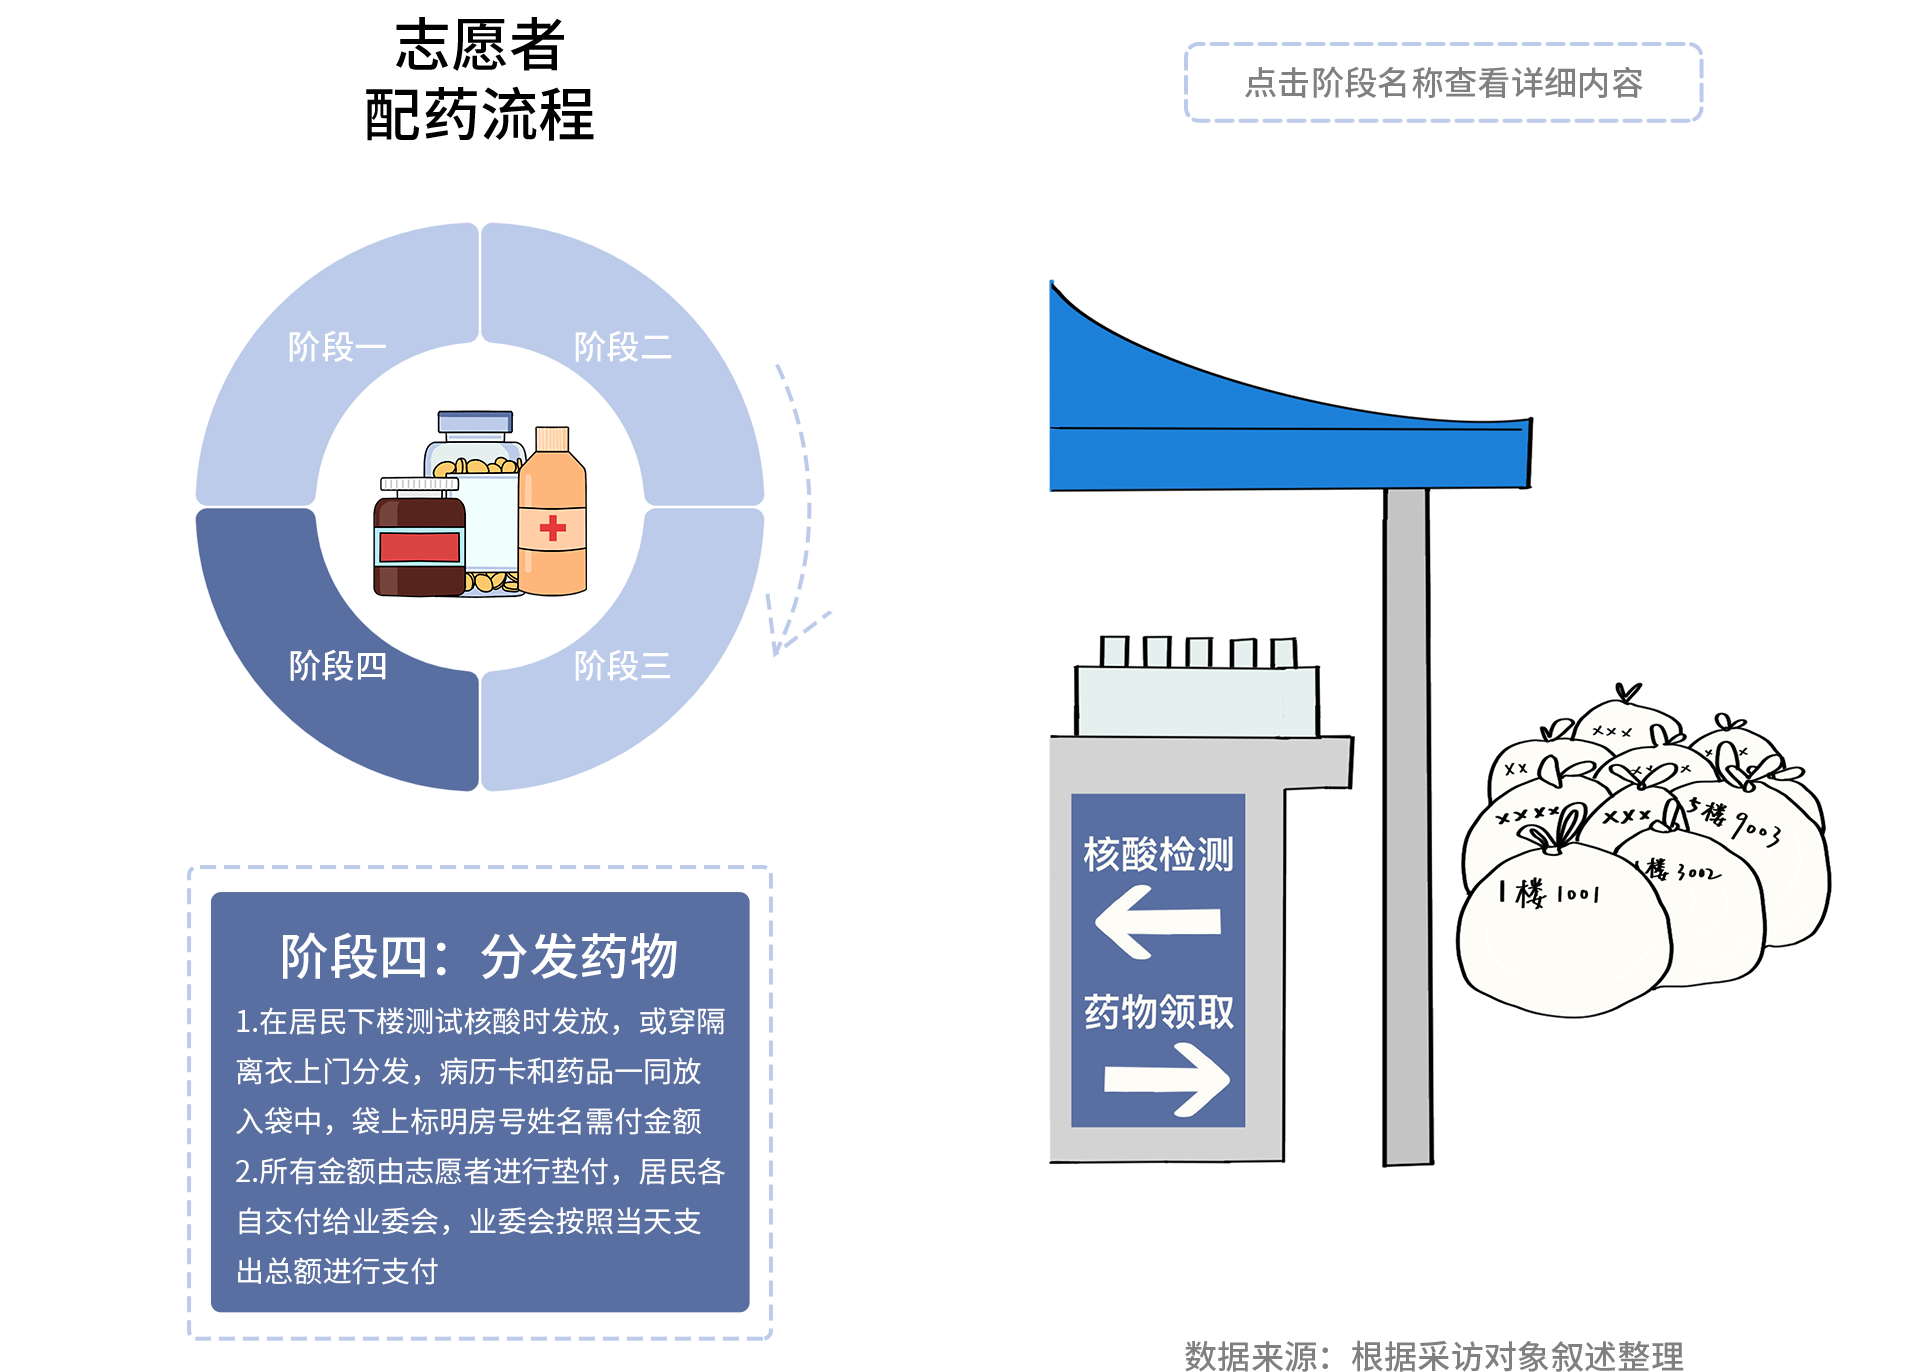 志愿者
配药流程
点击阶段名称查看详细内容
阶段一
阶段二
阶段四
阶段三
阶段四：分发药物
1.在居民下楼测试核酸时发放，或穿隔
离衣上门分发，病历卡和药品一同放
入袋中，袋上标明房号姓名需付金额
2.所有金额由志愿者进行垫付，居民各
自交付给业委会，业委会按照当天支
出总额进行支付
核酸检测
药物领取
xxx
xx
xxxx
xxx
5楼 9003
楼 3002
1楼 1001
数据来源：根据采访对象叙述整理